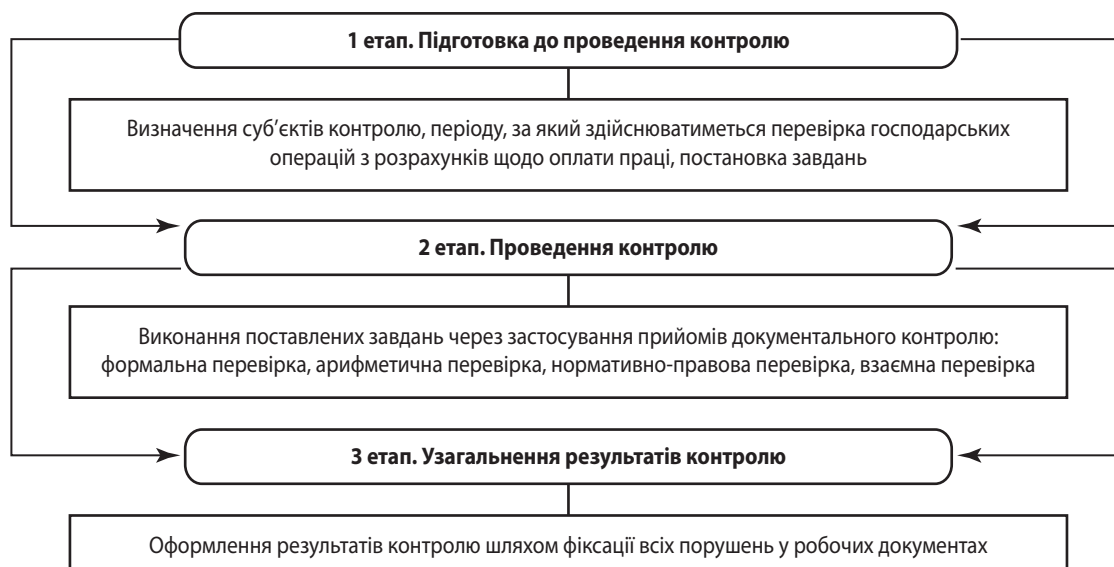 1 етап. Підготовка до проведення контролю
Визначення суб’єктів контролю, періоду, за який здійснюватиметься перевірка господарських
операцій з розрахунків щодо оплати праці, постановка завдань
2 етап. Проведення контролю
Виконання поставлених завдань через застосування прийомів документального контролю:
формальна перевірка, арифметична перевірка, нормативно-правова перевірка, взаємна перевірка
3 етап. Узагальнення результатів контролю
Оформлення результатів контролю шляхом фіксації всіх порушень у робочих документах